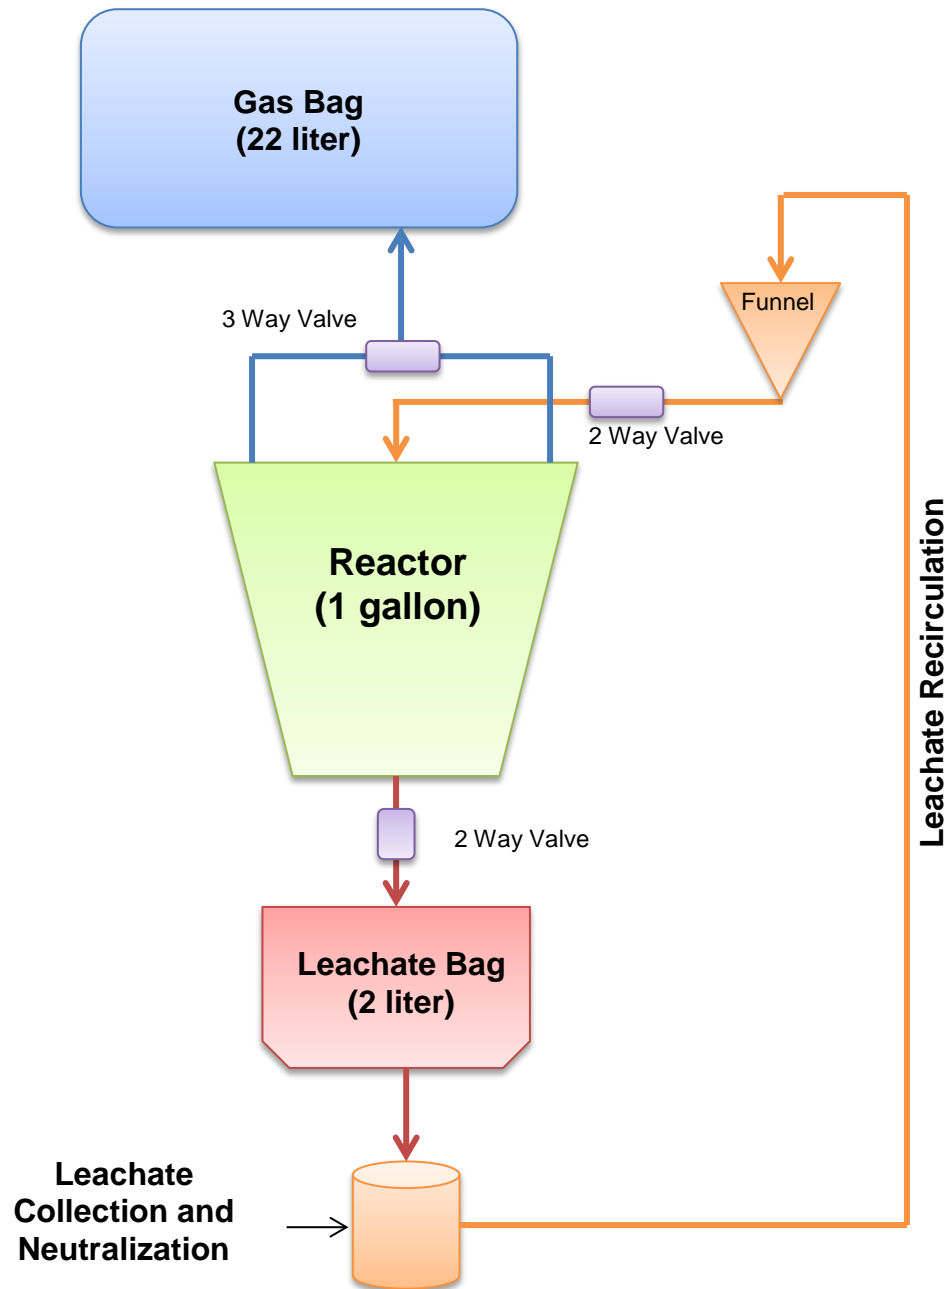 Gas Bag
(22 liter)
3 Way Valve
Funnel
2 Way Valve
Reactor
(1 gallon)
Leachate Recirculation
2 Way Valve
Leachate Bag
(2 liter)
Leachate
Collection and
Neutralization